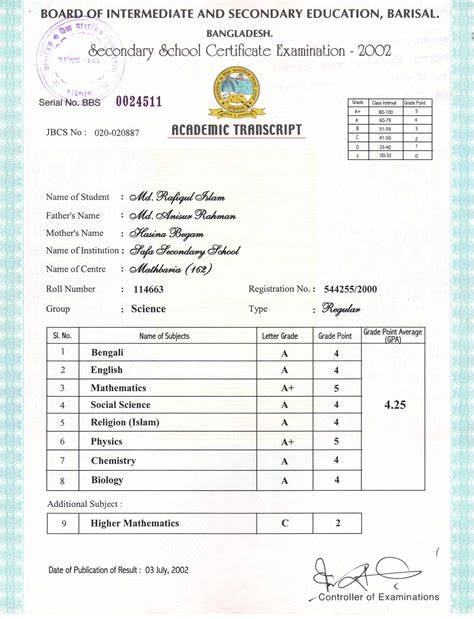 BOARD OF INTERMEDIATE AND SECONDARY EDUCATION, BARISAL.
BANGLADESH.
Secondary School Certificate Examination - 2002
Serial No. BBS 0024511
JBCS No : 020-020887
ACADEMIC TRANSCRIPT
Grade Class Interval Grade Point
A+ 80-100 5
A 60-79 4
B 51-59 3
C 41-50 2
D 33-40 1
00-32 0
Name of Student : Md. Rafiqul Islam
Father's Name : Md. Anisur Rahman
Mother's Name : Hasina Begam
Name of Institution : Safa Secondary School
Name of Centre : Mathbaria (162)
Roll Number : 114663 Registration No. : 544255/2000
Group : Science Type : Regular
Sl. No. Name of Subjects Letter Grade Grade Point Grade Point Average (GPA)
1 Bengali A 4
2 English A 4
3 Mathematics A+ 5
4 Social Science A 4
4.25
5 Religion (Islam) A 4
6 Physics A+ 5
7 Chemistry A 4
8 Biology A 4
Additional Subject :
9 Higher Mathematics C 2
Date of Publication of Result : 03 July, 2002
Controller of Examinations